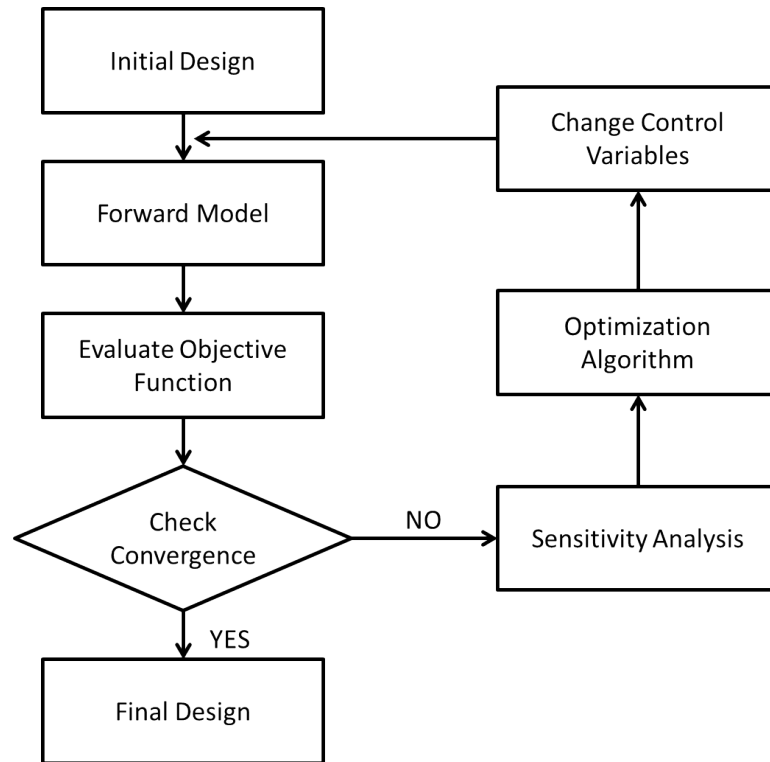 Initial Design
Change Control
Variables
Forward Model
Evaluate Objective
Function
Optimization
Algorithm
Check
Convergence
NO
Sensitivity Analysis
YES
Final Design